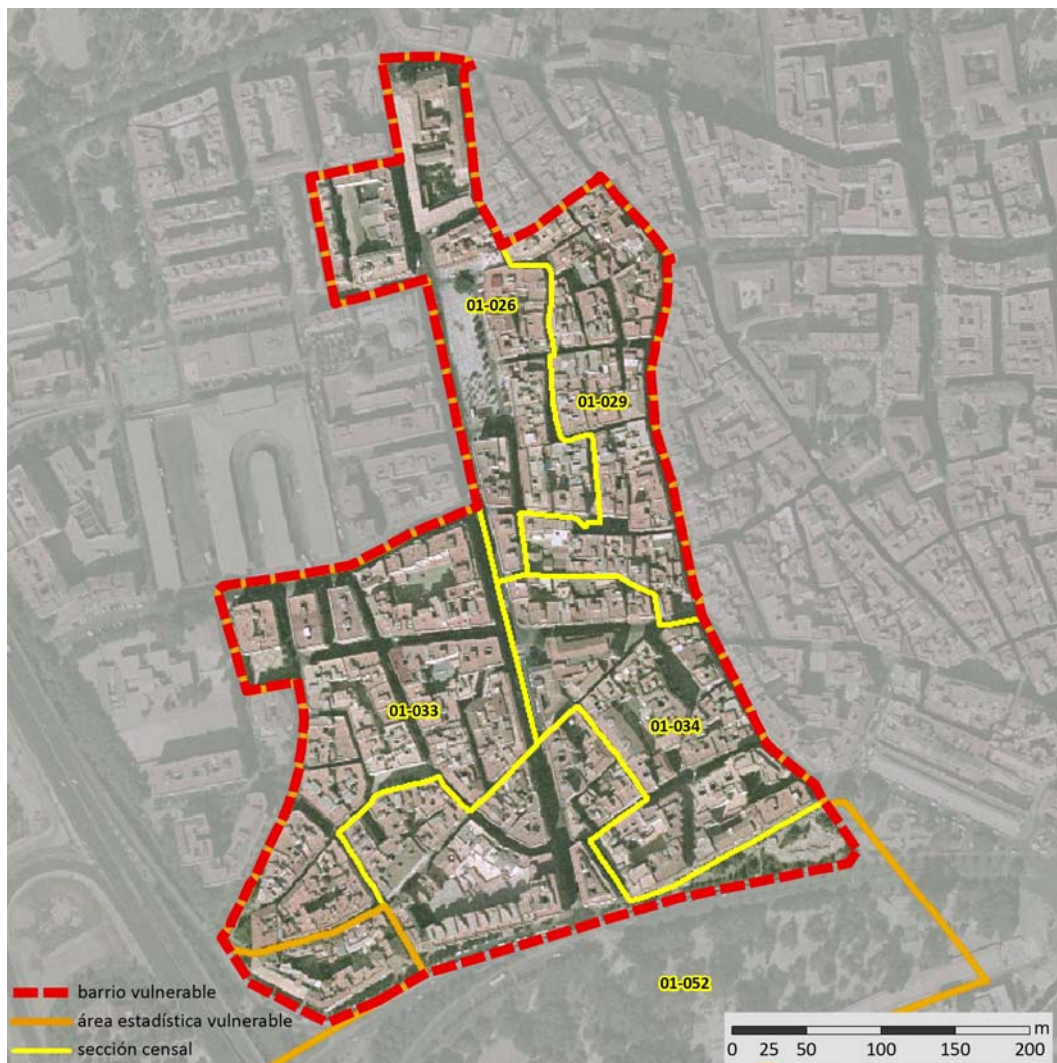 01-026
01-029
01-033
01-034
01-052
barrio vulnerable
área estadística vulnerable
sección censal
m
0 25 50 100 150 200